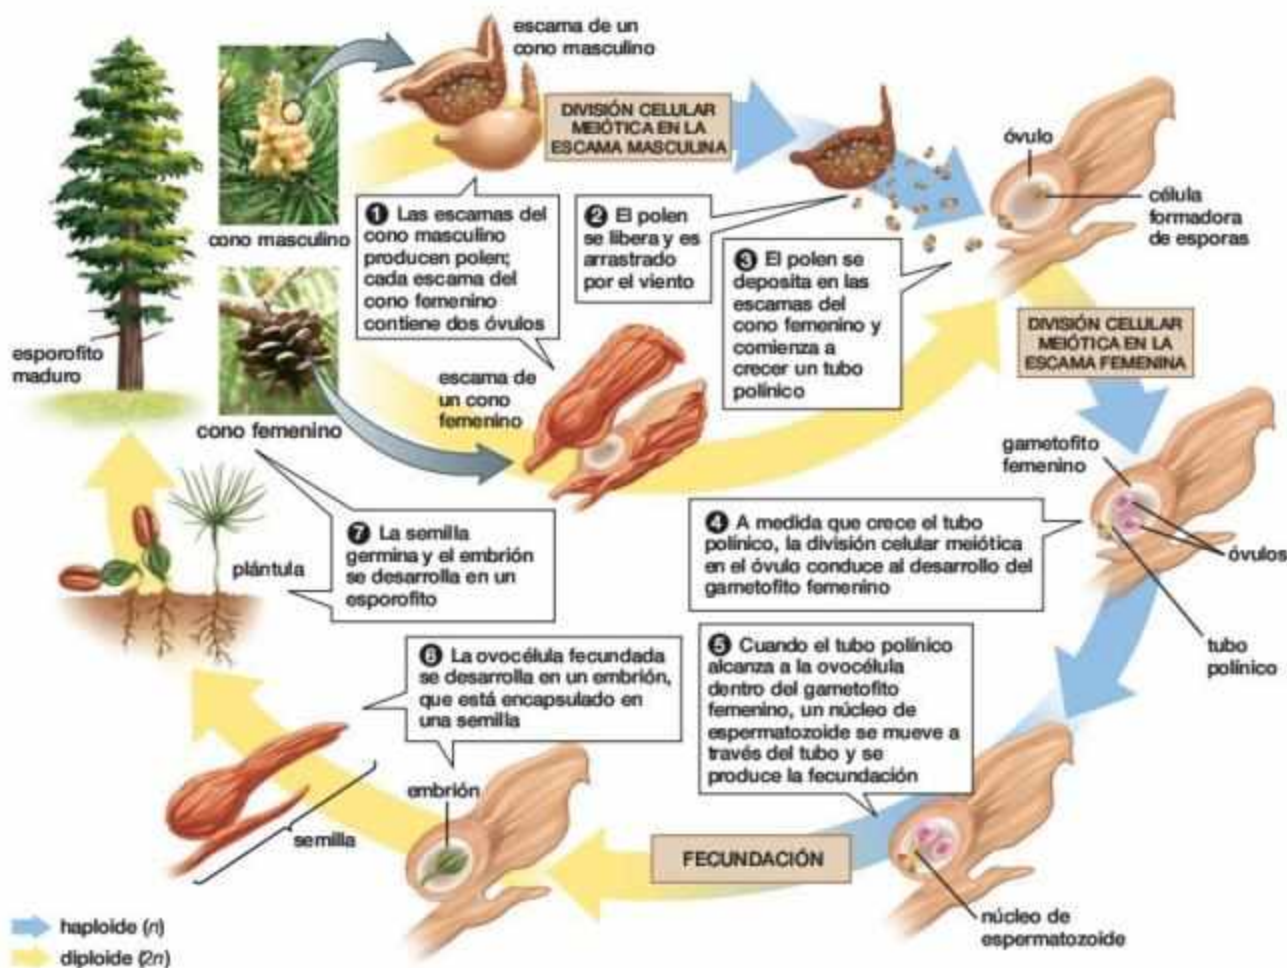 escama de un
cono masculino
DIVISIÓN CELULAR
MEIÓTICA EN LA
ESCAMA MASCULINA
óvulo
célula
formadora
de esporas
cono masculino
1 Las escamas del
cono masculino
producen polen;
cada escama del
cono femenino
contiene dos óvulos
2 El polen
se libera y es
arrastrado
por el viento
3 El polen se
deposita en las
escamas del
cono femenino y
comienza a
crecer un tubo
polínico
DIVISIÓN CELULAR
MEIÓTICA EN LA
ESCAMA FEMENINA
esporofito
maduro
escama de
un cono
femenino
cono femenino
gametofito
femenino
óvulos
tubo
polínico
4 A medida que crece el tubo
polínico, la división celular meiótica
en el óvulo conduce al desarrollo del
gametofito femenino
7 La semilla
germina y el embrión
se desarrolla en un
esporofito
plántula
6 La ovocélula fecundada
se desarrolla en un embrión,
que está encapsulado en
una semilla
5 Cuando el tubo polínico
alcanza a la ovocélula
dentro del gametofito
femenino, un núcleo de
espermatozoide se mueve a
través del tubo y se
produce la fecundación
embrión
semilla
FECUNDACIÓN
núcleo de
espermatozoide
haploide (n)
diploide (2n)